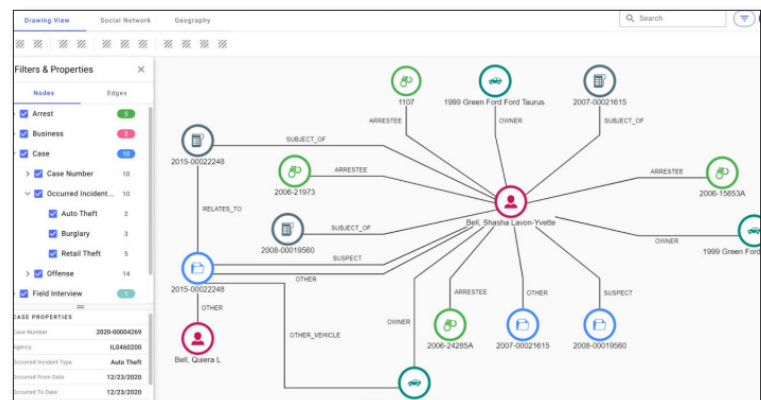 Drawing View Social Network Geography
Search
Filters & Properties ×
Nodes Edges
Arrest 5
Business 2
Case 10
Case Number 10
Occurred Incident... 10
Auto Theft 2
Burglary 3
Retail Theft 5
Offense 14
Field Interview 1
CASE PROPERTIES
Case Number 2020-00004269
Agency IL0460200
Occurred Incident Type Auto Theft
Occurred From Date 12/23/2020
Occurred To Date 12/23/2020
1107
1999 Green Ford Ford Taurus
2007-00021615
ARRESTEE
OWNER
SUBJECT_OF
SUBJECT_OF
2015-00022248
ARRESTEE
ARRESTEE
2006-21973
2006-15653A
RELATES_TO
Bell, Shasha Lavon-Yvette
SUBJECT_OF
OWNER
2008-00019560
1999 Green Ford
SUSPECT
OTHER
2015-00022248
ARRESTEE
OTHER
SUSPECT
OTHER
OWNER
OTHER_VEHICLE
2006-24285A
2007-00021615
2008-00019560
Bell, Quiera L